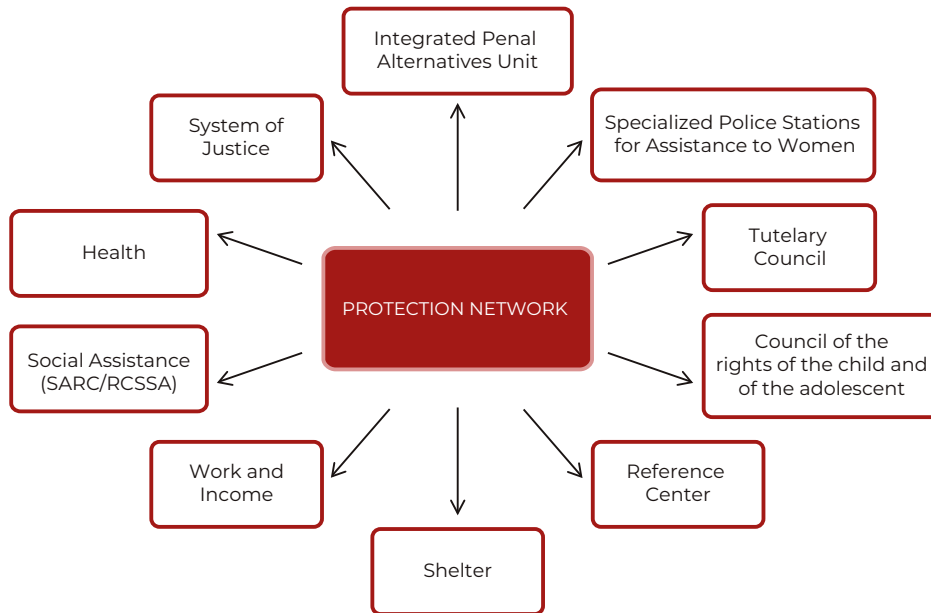 Integrated Penal
Alternatives Unit
System of
Justice
Specialized Police Stations
for Assistance to Women
Health
Tutelary
Council
PROTECTION NETWORK
Social Assistance
(SARC/RCSSA)
Council of the
rights of the child and
of the adolescent
Work and
Income
Reference
Center
Shelter